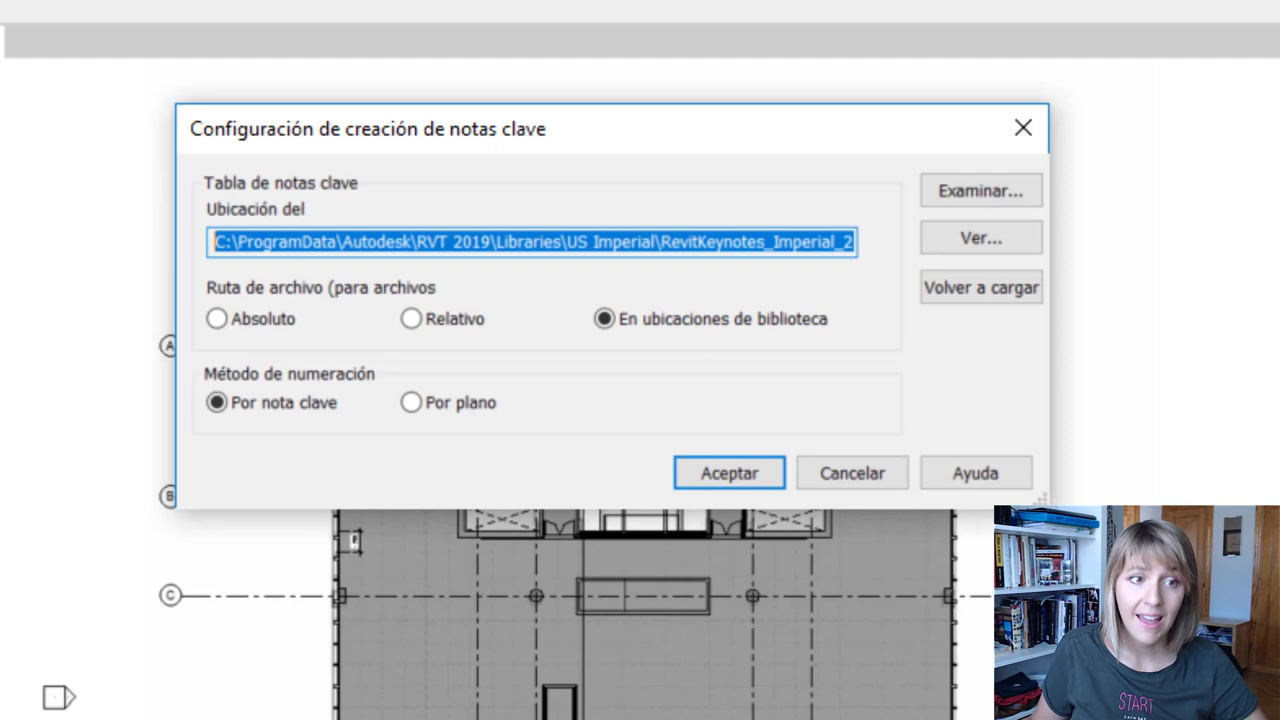 Configuración de creación de notas clave
Tabla de notas clave
Ubicación del
C:\ProgramData\Autodesk\RVT 2019\Libraries\US Imperial\RevitKeynotes_Imperial_2
Examinar...
Ver...
Volver a cargar
Ruta de archivo (para archivos
Absoluto
Relativo
En ubicaciones de biblioteca
Método de numeración
Por nota clave
Por plano
Aceptar
Cancelar
Ayuda
A
B
C
START